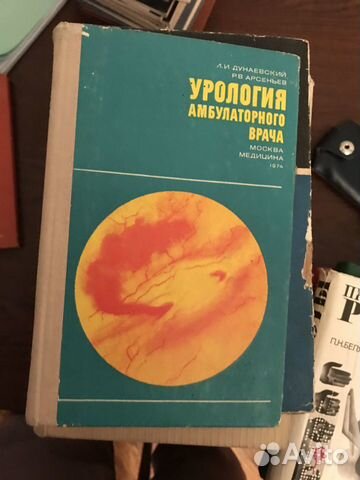 Л.И. ДУНАЕВСКИЙ
Р.В. АРСЕНЬЕВ
УРОЛОГИЯ
АМБУЛАТОРНОГО
ВРАЧА
МОСКВА
МЕДИЦИНА
1974
Avito